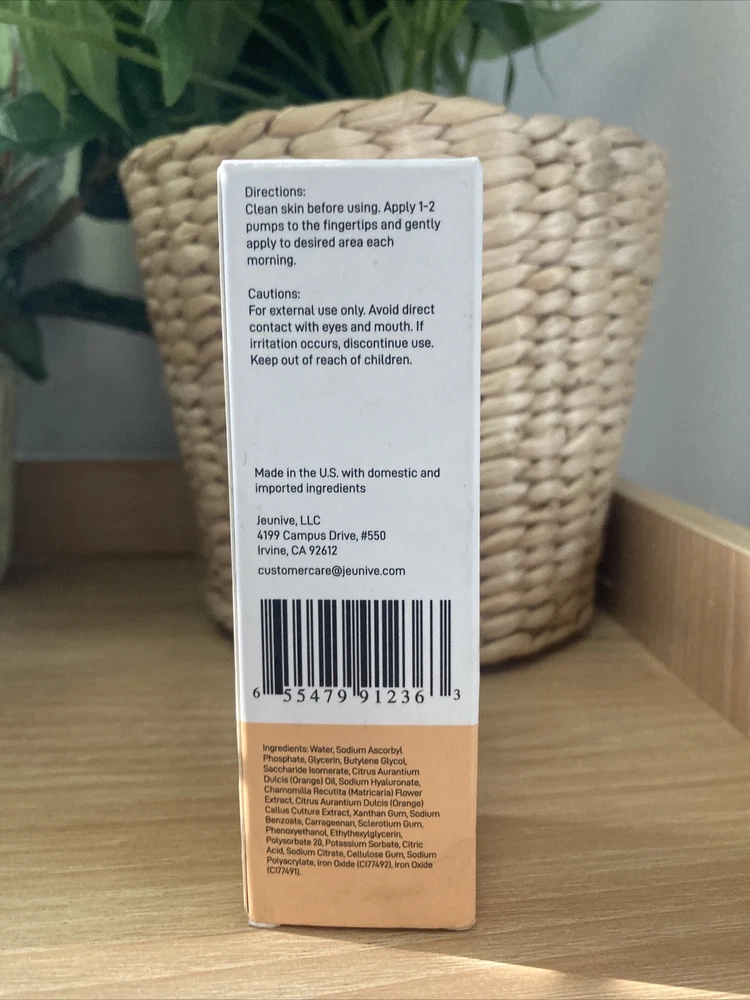 Directions:
Clean skin before using. Apply 1-2
pumps to the fingertips and gently
apply to desired area each
morning.
Cautions:
For external use only. Avoid direct
contact with eyes and mouth. If
irritation occurs, discontinue use.
Keep out of reach of children.
Made in the U.S. with domestic and
imported ingredients
Jeunive, LLC
4199 Campus Drive, #550
Irvine, CA 92612
customercare@jeunive.com
6 55479 91236 3
Ingredients: Water, Sodium Ascorbyl
Phosphate, Glycerin, Butylene Glycol,
Saccharide Isomerate, Citrus Aurantium
Dulcis (Orange) Oil, Sodium Hyaluronate,
Chamomilla Recutita (Matricaria) Flower
Extract, Citrus Aurantium Dulcis (Orange)
Callus Culture Extract, Xanthan Gum, Sodium
Benzoate, Carrageenan, Sclerotium Gum,
Phenoxyethanol, Ethylhexylglycerin,
Polysorbate 20, Potassium Sorbate, Citric
Acid, Sodium Citrate, Cellulose Gum, Sodium
Polyacrylate, Iron Oxide (CI77492), Iron Oxide
(CI77491).